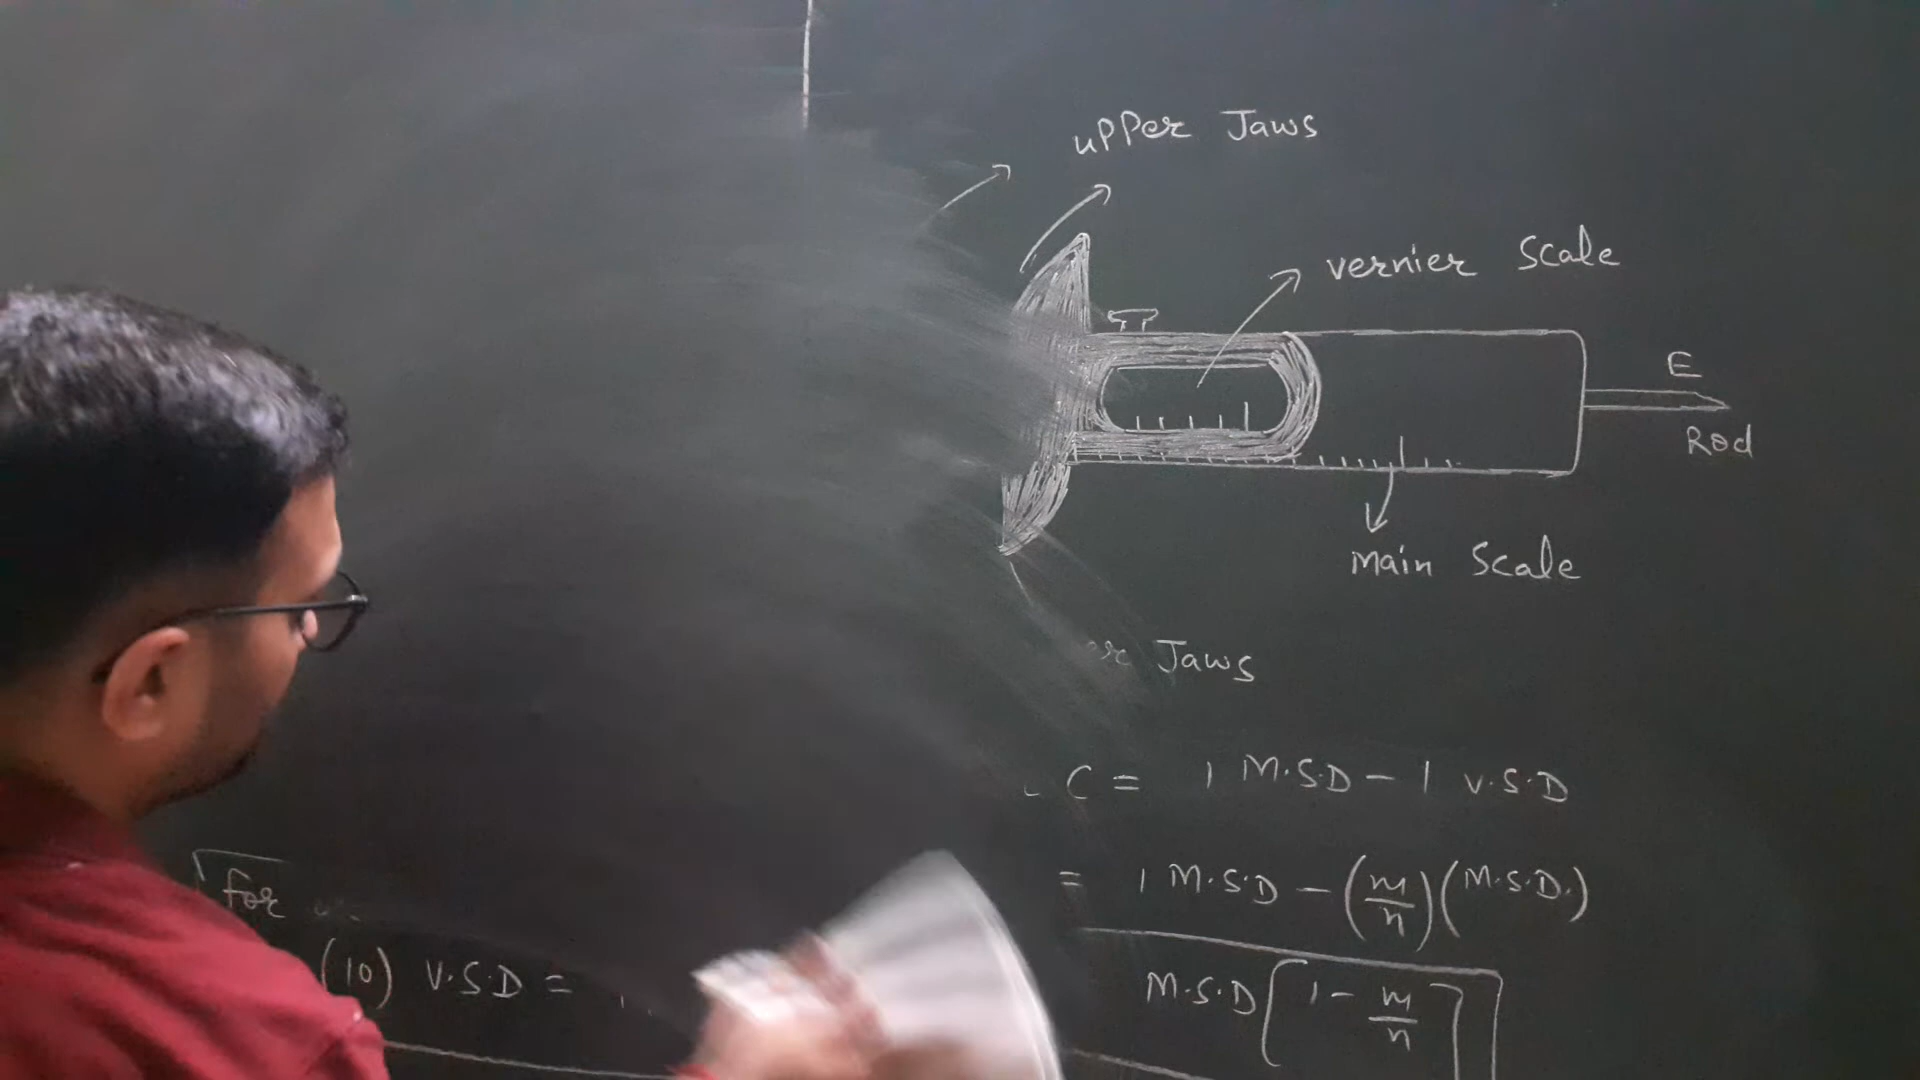 upper Jaws
vernier Scale
E
Rod
Main Scale
Jaws
C = 1 M.S.D - 1 V.S.D
= 1 M.S.D - (m/n)(M.S.D.)
M.S.D [1 - m/n]
for
(10) V.S.D =